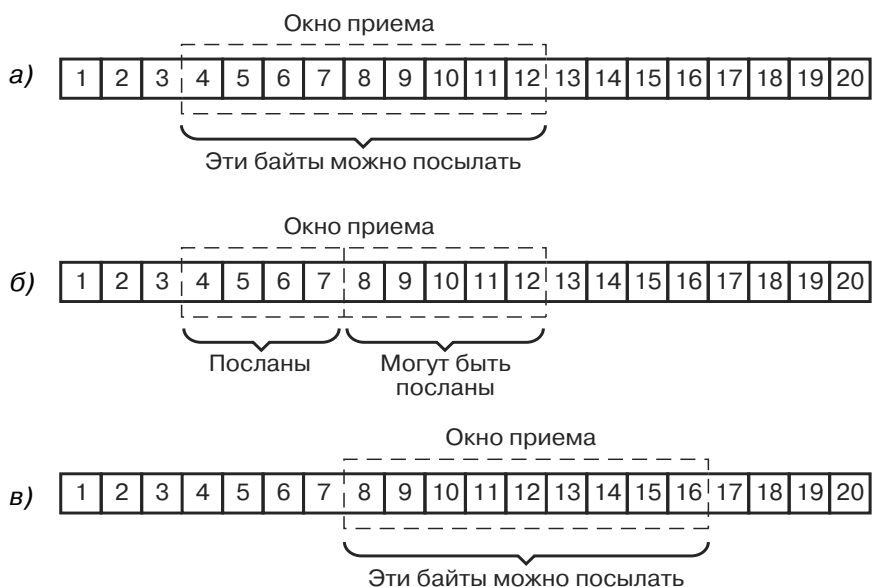 Окно приема
а) 1 2 3 4 5 6 7 8 9 10 11 12 13 14 15 16 17 18 19 20
Эти байты можно посылать
Окно приема
б) 1 2 3 4 5 6 7 8 9 10 11 12 13 14 15 16 17 18 19 20
Посланы Могут быть
посланы
Окно приема
в) 1 2 3 4 5 6 7 8 9 10 11 12 13 14 15 16 17 18 19 20
Эти байты можно посылать